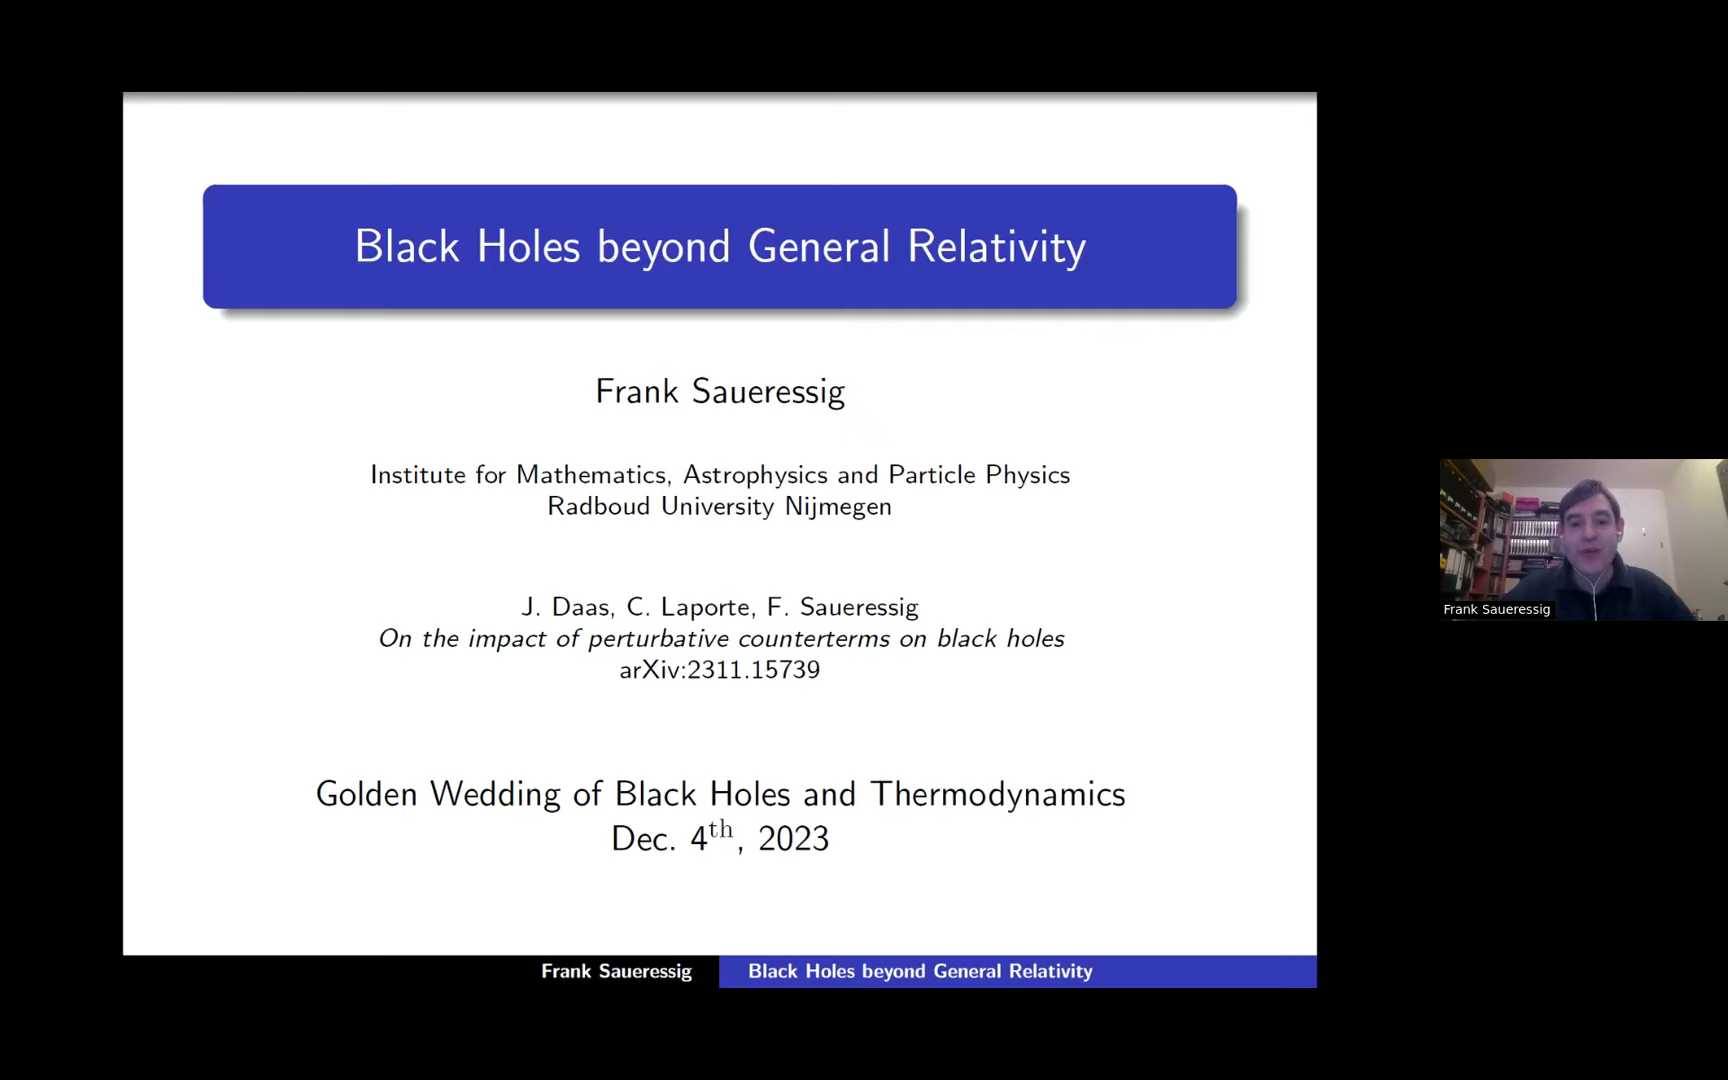 Black Holes beyond General Relativity
Frank Saueressig
Institute for Mathematics, Astrophysics and Particle Physics
Radboud University Nijmegen
J. Daas, C. Laporte, F. Saueressig
On the impact of perturbative counterterms on black holes
arXiv:2311.15739
Golden Wedding of Black Holes and Thermodynamics
Dec. 4th, 2023
Frank Saueressig
Black Holes beyond General Relativity
Frank Saueressig